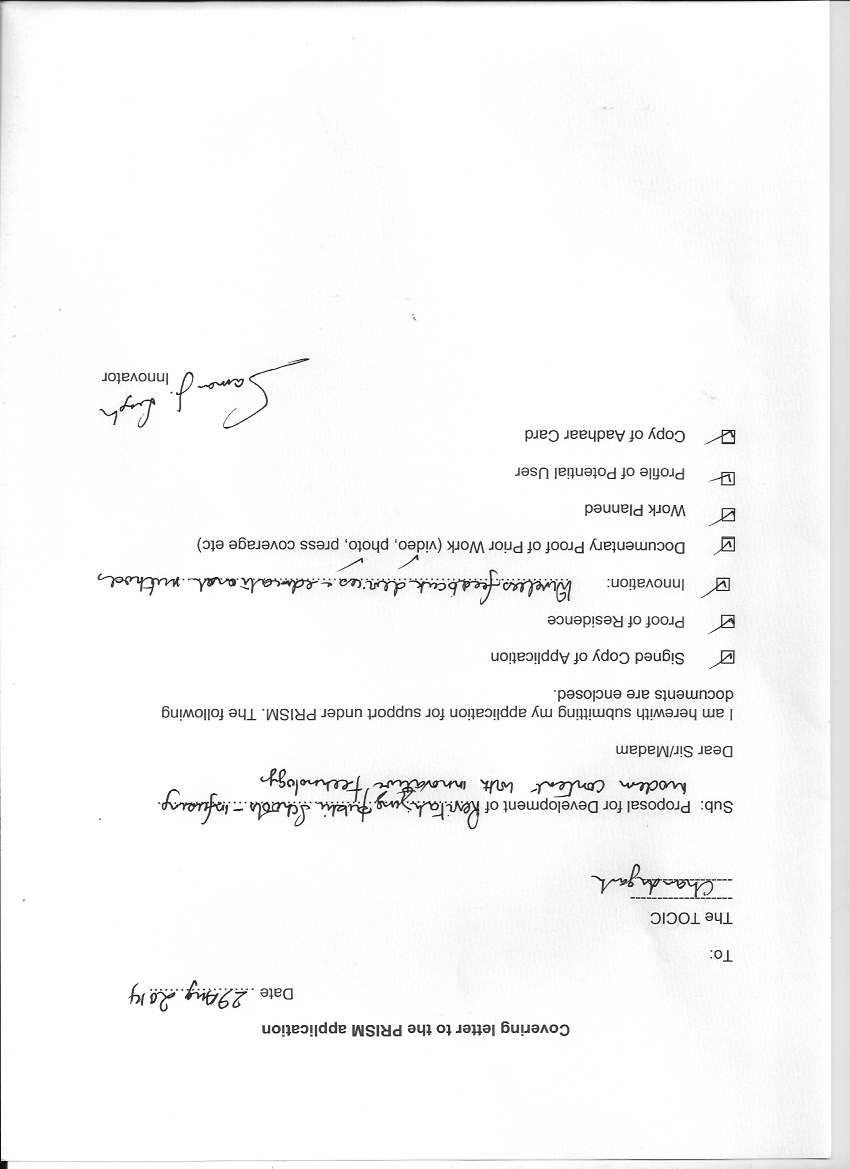 Covering letter to the PRISM application
Date 29 Aug 2014
To:
The TOCIC
Chandigarh
Sub: Proposal for Development of Revitalizing public Schools - infusing
modern content with innovative technology
Dear Sir/Madam
I am herewith submitting my application for support under PRISM. The following
documents are enclosed.
Signed Copy of Application
Proof of Residence
Innovation: Wireless feedback devices + educational methods
Documentary Proof of Prior Work (video, photo, press coverage etc)
Work Planned
Profile of Potential User
Copy of Aadhaar Card
Saman J. Singh
Innovator